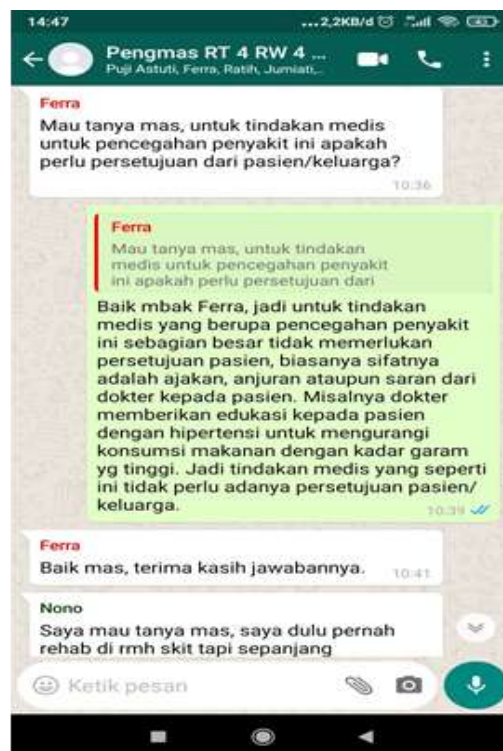 14:47
...2,2KB/d
Pengmas RT 4 RW 4 ...
Puji Astuti, Ferra, Ratih, Jumiati,...
Ferra
Mau tanya mas, untuk tindakan medis
untuk pencegahan penyakit ini apakah
perlu persetujuan dari pasien/keluarga?
10:36
Ferra
Mau tanya mas, untuk tindakan
medis untuk pencegahan penyakit
ini apakah perlu persetujuan dari
Baik mbak Ferra, jadi untuk tindakan
medis yang berupa pencegahan penyakit
ini sebagian besar tidak memerlukan
persetujuan pasien, biasanya sifatnya
adalah ajakan, anjuran ataupun saran dari
dokter kepada pasien. Misalnya dokter
memberikan edukasi kepada pasien
dengan hipertensi untuk mengurangi
konsumsi makanan dengan kadar garam
yg tinggi. Jadi tindakan medis yang seperti
ini tidak perlu adanya persetujuan pasien/
keluarga.
10:39
Ferra
Baik mas, terima kasih jawabannya.
10:41
Nono
Saya mau tanya mas, saya dulu pernah
rehab di rmh skit tapi sepanjang
Ketik pesan